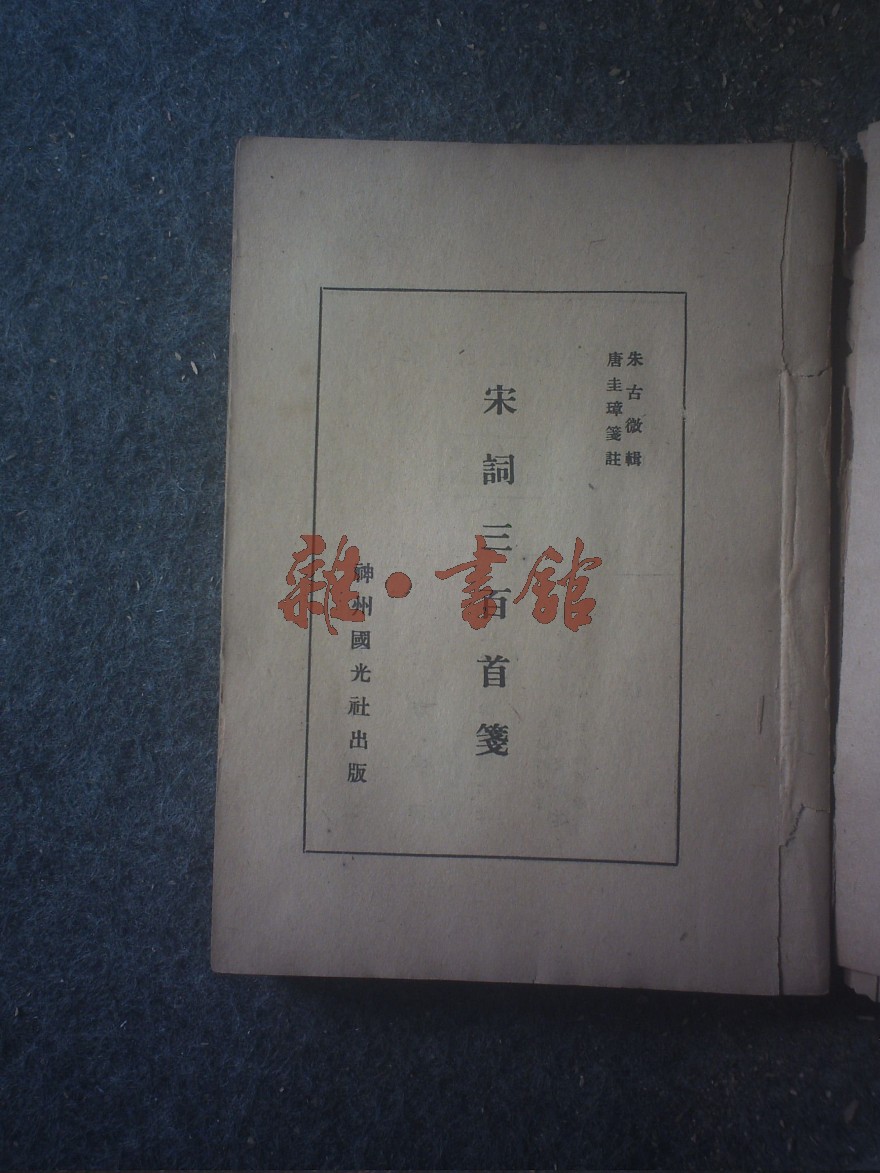 朱古微輯
唐圭璋箋註
宋詞三百首箋
神州國光社出版
雜·書館